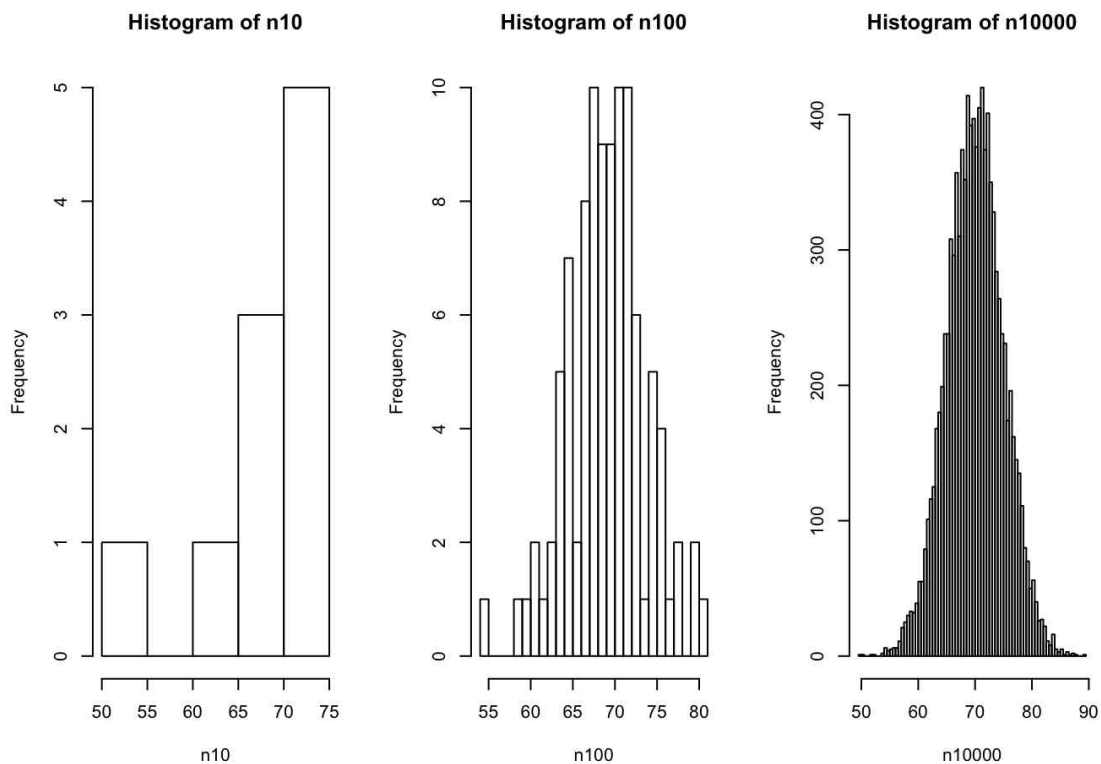 Histogram of n10
Frequency
5
4
3
2
1
0
50 55 60 65 70 75
n10
Histogram of n100
Frequency
10
8
6
4
2
0
55 60 65 70 75 80
n100
Histogram of n10000
Frequency
400
300
200
100
0
50 60 70 80 90
n10000